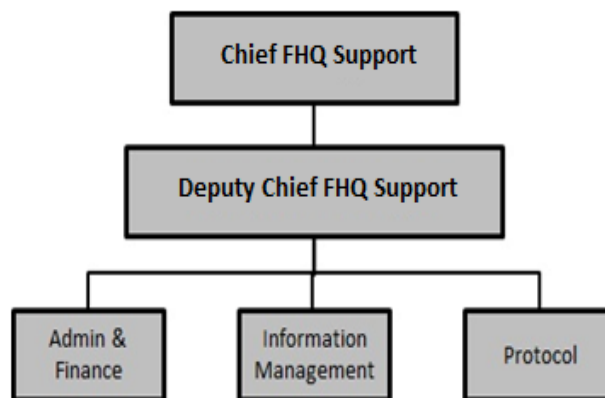 Chief FHQ Support
Deputy Chief FHQ Support
Admin &
Finance
Information
Management
Protocol